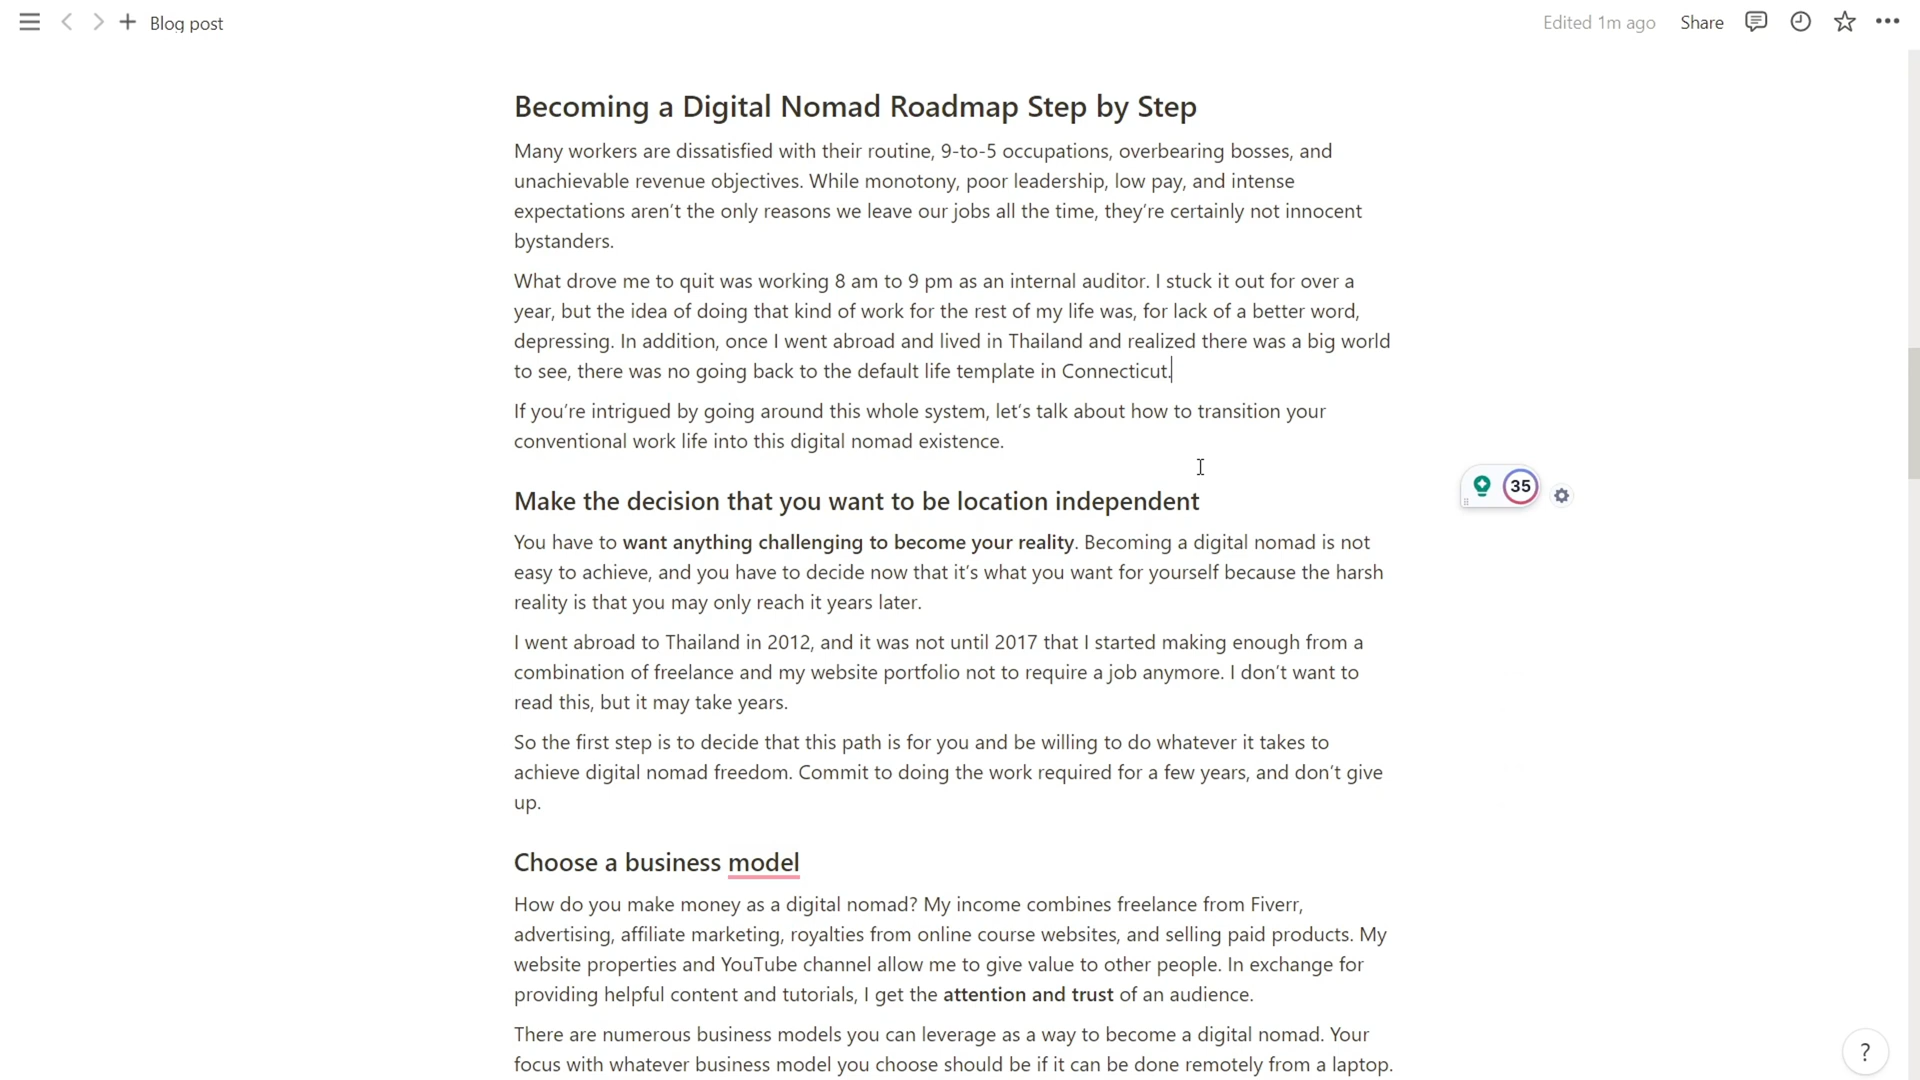 Blog post
Edited 1m ago
Share
Becoming a Digital Nomad Roadmap Step by Step
Many workers are dissatisfied with their routine, 9-to-5 occupations, overbearing bosses, and
unachievable revenue objectives. While monotony, poor leadership, low pay, and intense
expectations aren't the only reasons we leave our jobs all the time, they're certainly not innocent
bystanders.
What drove me to quit was working 8 am to 9 pm as an internal auditor. I stuck it out for over a
year, but the idea of doing that kind of work for the rest of my life was, for lack of a better word,
depressing. In addition, once I went abroad and lived in Thailand and realized there was a big world
to see, there was no going back to the default life template in Connecticut.
If you're intrigued by going around this whole system, let's talk about how to transition your
conventional work life into this digital nomad existence.
35
Make the decision that you want to be location independent
You have to want anything challenging to become your reality. Becoming a digital nomad is not
easy to achieve, and you have to decide now that it's what you want for yourself because the harsh
reality is that you may only reach it years later.
I went abroad to Thailand in 2012, and it was not until 2017 that I started making enough from a
combination of freelance and my website portfolio not to require a job anymore. I don't want to
read this, but it may take years.
So the first step is to decide that this path is for you and be willing to do whatever it takes to
achieve digital nomad freedom. Commit to doing the work required for a few years, and don't give
up.
Choose a business model
How do you make money as a digital nomad? My income combines freelance from Fiverr,
advertising, affiliate marketing, royalties from online course websites, and selling paid products. My
website properties and YouTube channel allow me to give value to other people. In exchange for
providing helpful content and tutorials, I get the attention and trust of an audience.
There are numerous business models you can leverage as a way to become a digital nomad. Your
focus with whatever business model you choose should be if it can be done remotely from a laptop.
?